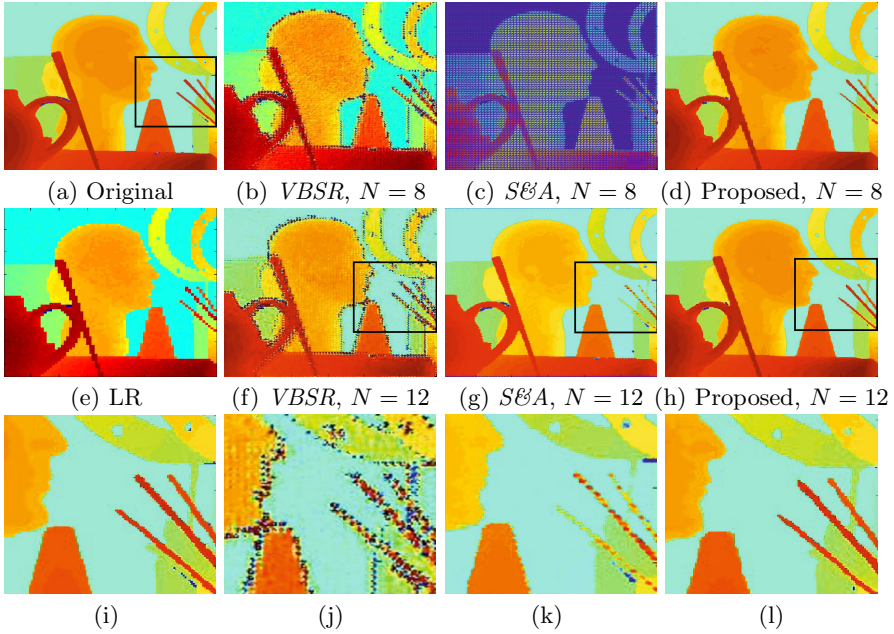 (a) Original (b) VBSR, N = 8 (c) S&A, N = 8 (d) Proposed, N = 8
(e) LR (f) VBSR, N = 12 (g) S&A, N = 12 (h) Proposed, N = 12
(i) (j) (k) (l)